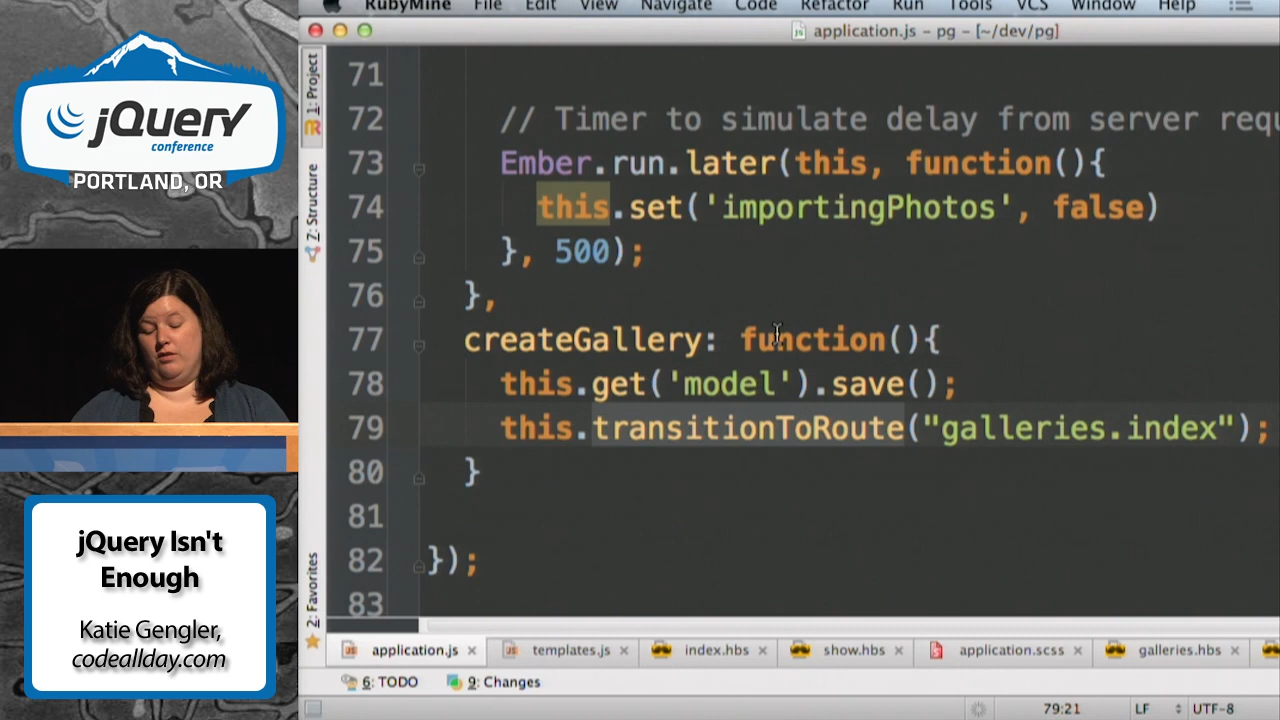 jQuery
conference
PORTLAND, OR
jQuery Isn't
Enough
Katie Gengler,
codeallday.com
RubyMine File Edit View Navigate Code Refactor Run Tools VCS Window Help
application.js – pg – [~/dev/pg]
1: Project
7: Structure
2: Favorites
71
72 // Timer to simulate delay from server requ
73 Ember.run.later(this, function(){
74 this.set('importingPhotos', false)
75 }, 500);
76 },
77 createGallery: function(){
78 this.get('model').save();
79 this.transitionToRoute("galleries.index");
80 }
81
82 });
83
application.js templates.js index.hbs show.hbs application.scss galleries.hbs
6: TODO 9: Changes
79:21 LF UTF-8